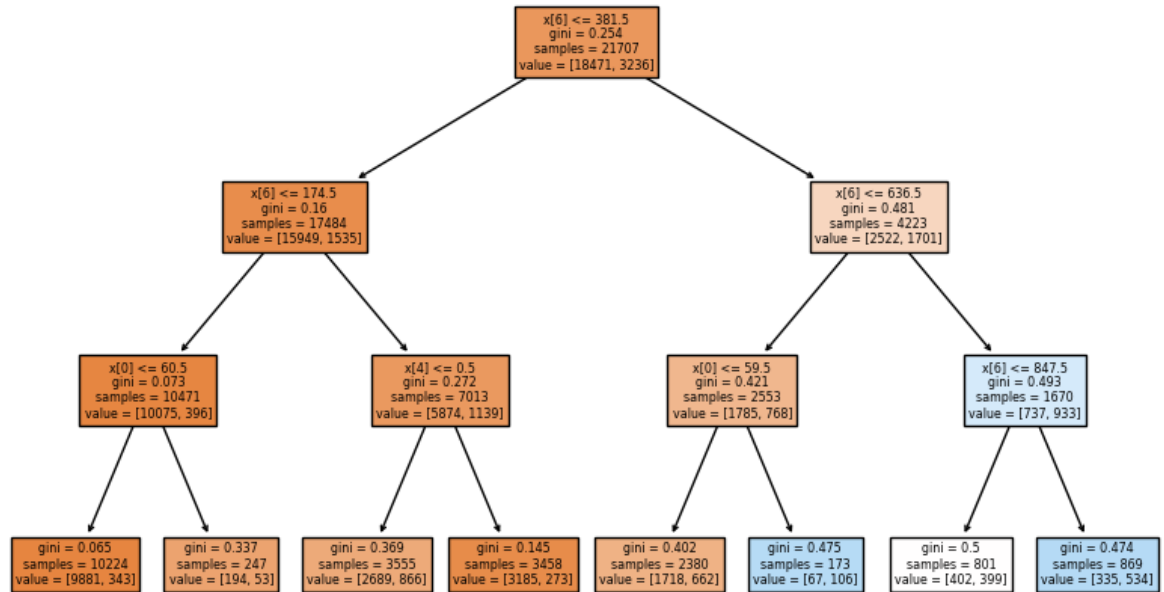 x[6] <= 381.5
gini = 0.254
samples = 21707
value = [18471, 3236]
x[6] <= 174.5
gini = 0.16
samples = 17484
value = [15949, 1535]
x[6] <= 636.5
gini = 0.481
samples = 4223
value = [2522, 1701]
x[0] <= 60.5
gini = 0.073
samples = 10471
value = [10075, 396]
x[4] <= 0.5
gini = 0.272
samples = 7013
value = [5874, 1139]
x[0] <= 59.5
gini = 0.421
samples = 2553
value = [1785, 768]
x[6] <= 847.5
gini = 0.493
samples = 1670
value = [737, 933]
gini = 0.065
samples = 10224
value = [9881, 343]
gini = 0.337
samples = 247
value = [194, 53]
gini = 0.369
samples = 3555
value = [2689, 866]
gini = 0.145
samples = 3458
value = [3185, 273]
gini = 0.402
samples = 2380
value = [1718, 662]
gini = 0.475
samples = 173
value = [67, 106]
gini = 0.5
samples = 801
value = [402, 399]
gini = 0.474
samples = 869
value = [335, 534]